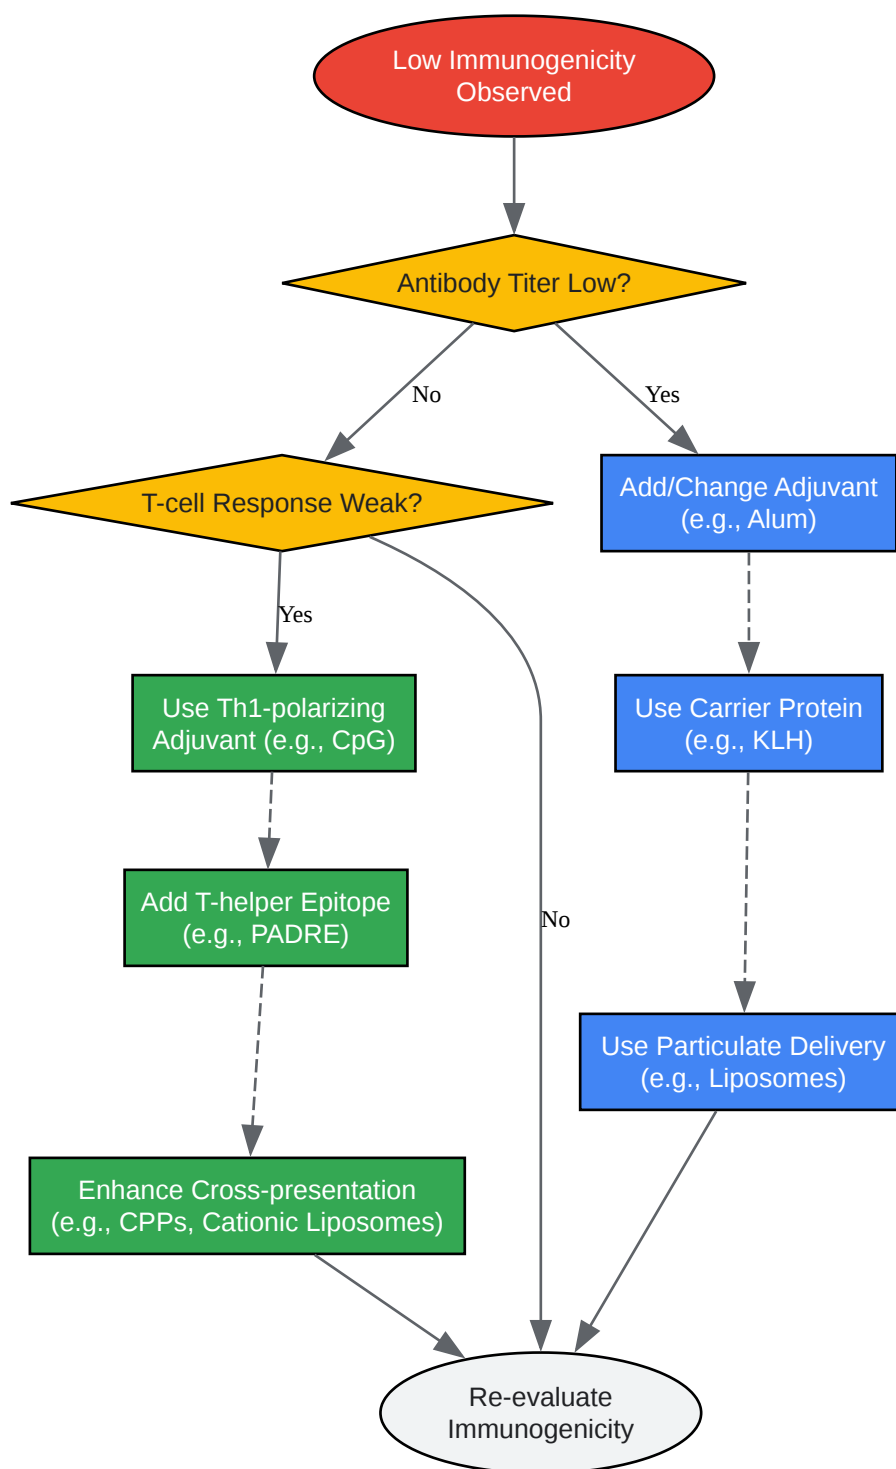 Low Immunogenicity
Observed
Antibody Titer Low?
No
Yes
T-cell Response Weak?
Add/Change Adjuvant
(e.g., Alum)
Yes
Use Th1-polarizing
Adjuvant (e.g., CpG)
Use Carrier Protein
(e.g., KLH)
Add T-helper Epitope
(e.g., PADRE)
No
Use Particulate Delivery
(e.g., Liposomes)
Enhance Cross-presentation
(e.g., CPPs, Cationic Liposomes)
Re-evaluate
Immunogenicity